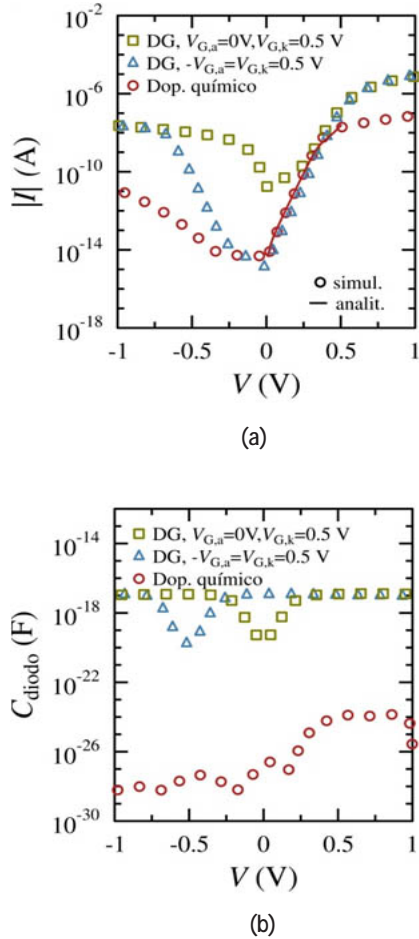 (a)
10⁻²
DG, V_G,a=0V,V_G,k=0.5 V
DG, -V_G,a=V_G,k=0.5 V
10⁻⁶
Dop. químico
|I| (A)
10⁻¹⁰
10⁻¹⁴
simul.
analit.
10⁻¹⁸
-1 -0.5 0 0.5 1
V (V)
(a)
10⁻¹⁴
DG, V_G,a=0V,V_G,k=0.5 V
DG, -V_G,a=V_G,k=0.5 V
Dop. químico
10⁻¹⁸
C_diodo (F)
10⁻²²
10⁻²⁶
10⁻³⁰
-1 -0.5 0 0.5 1
V (V)
(b)